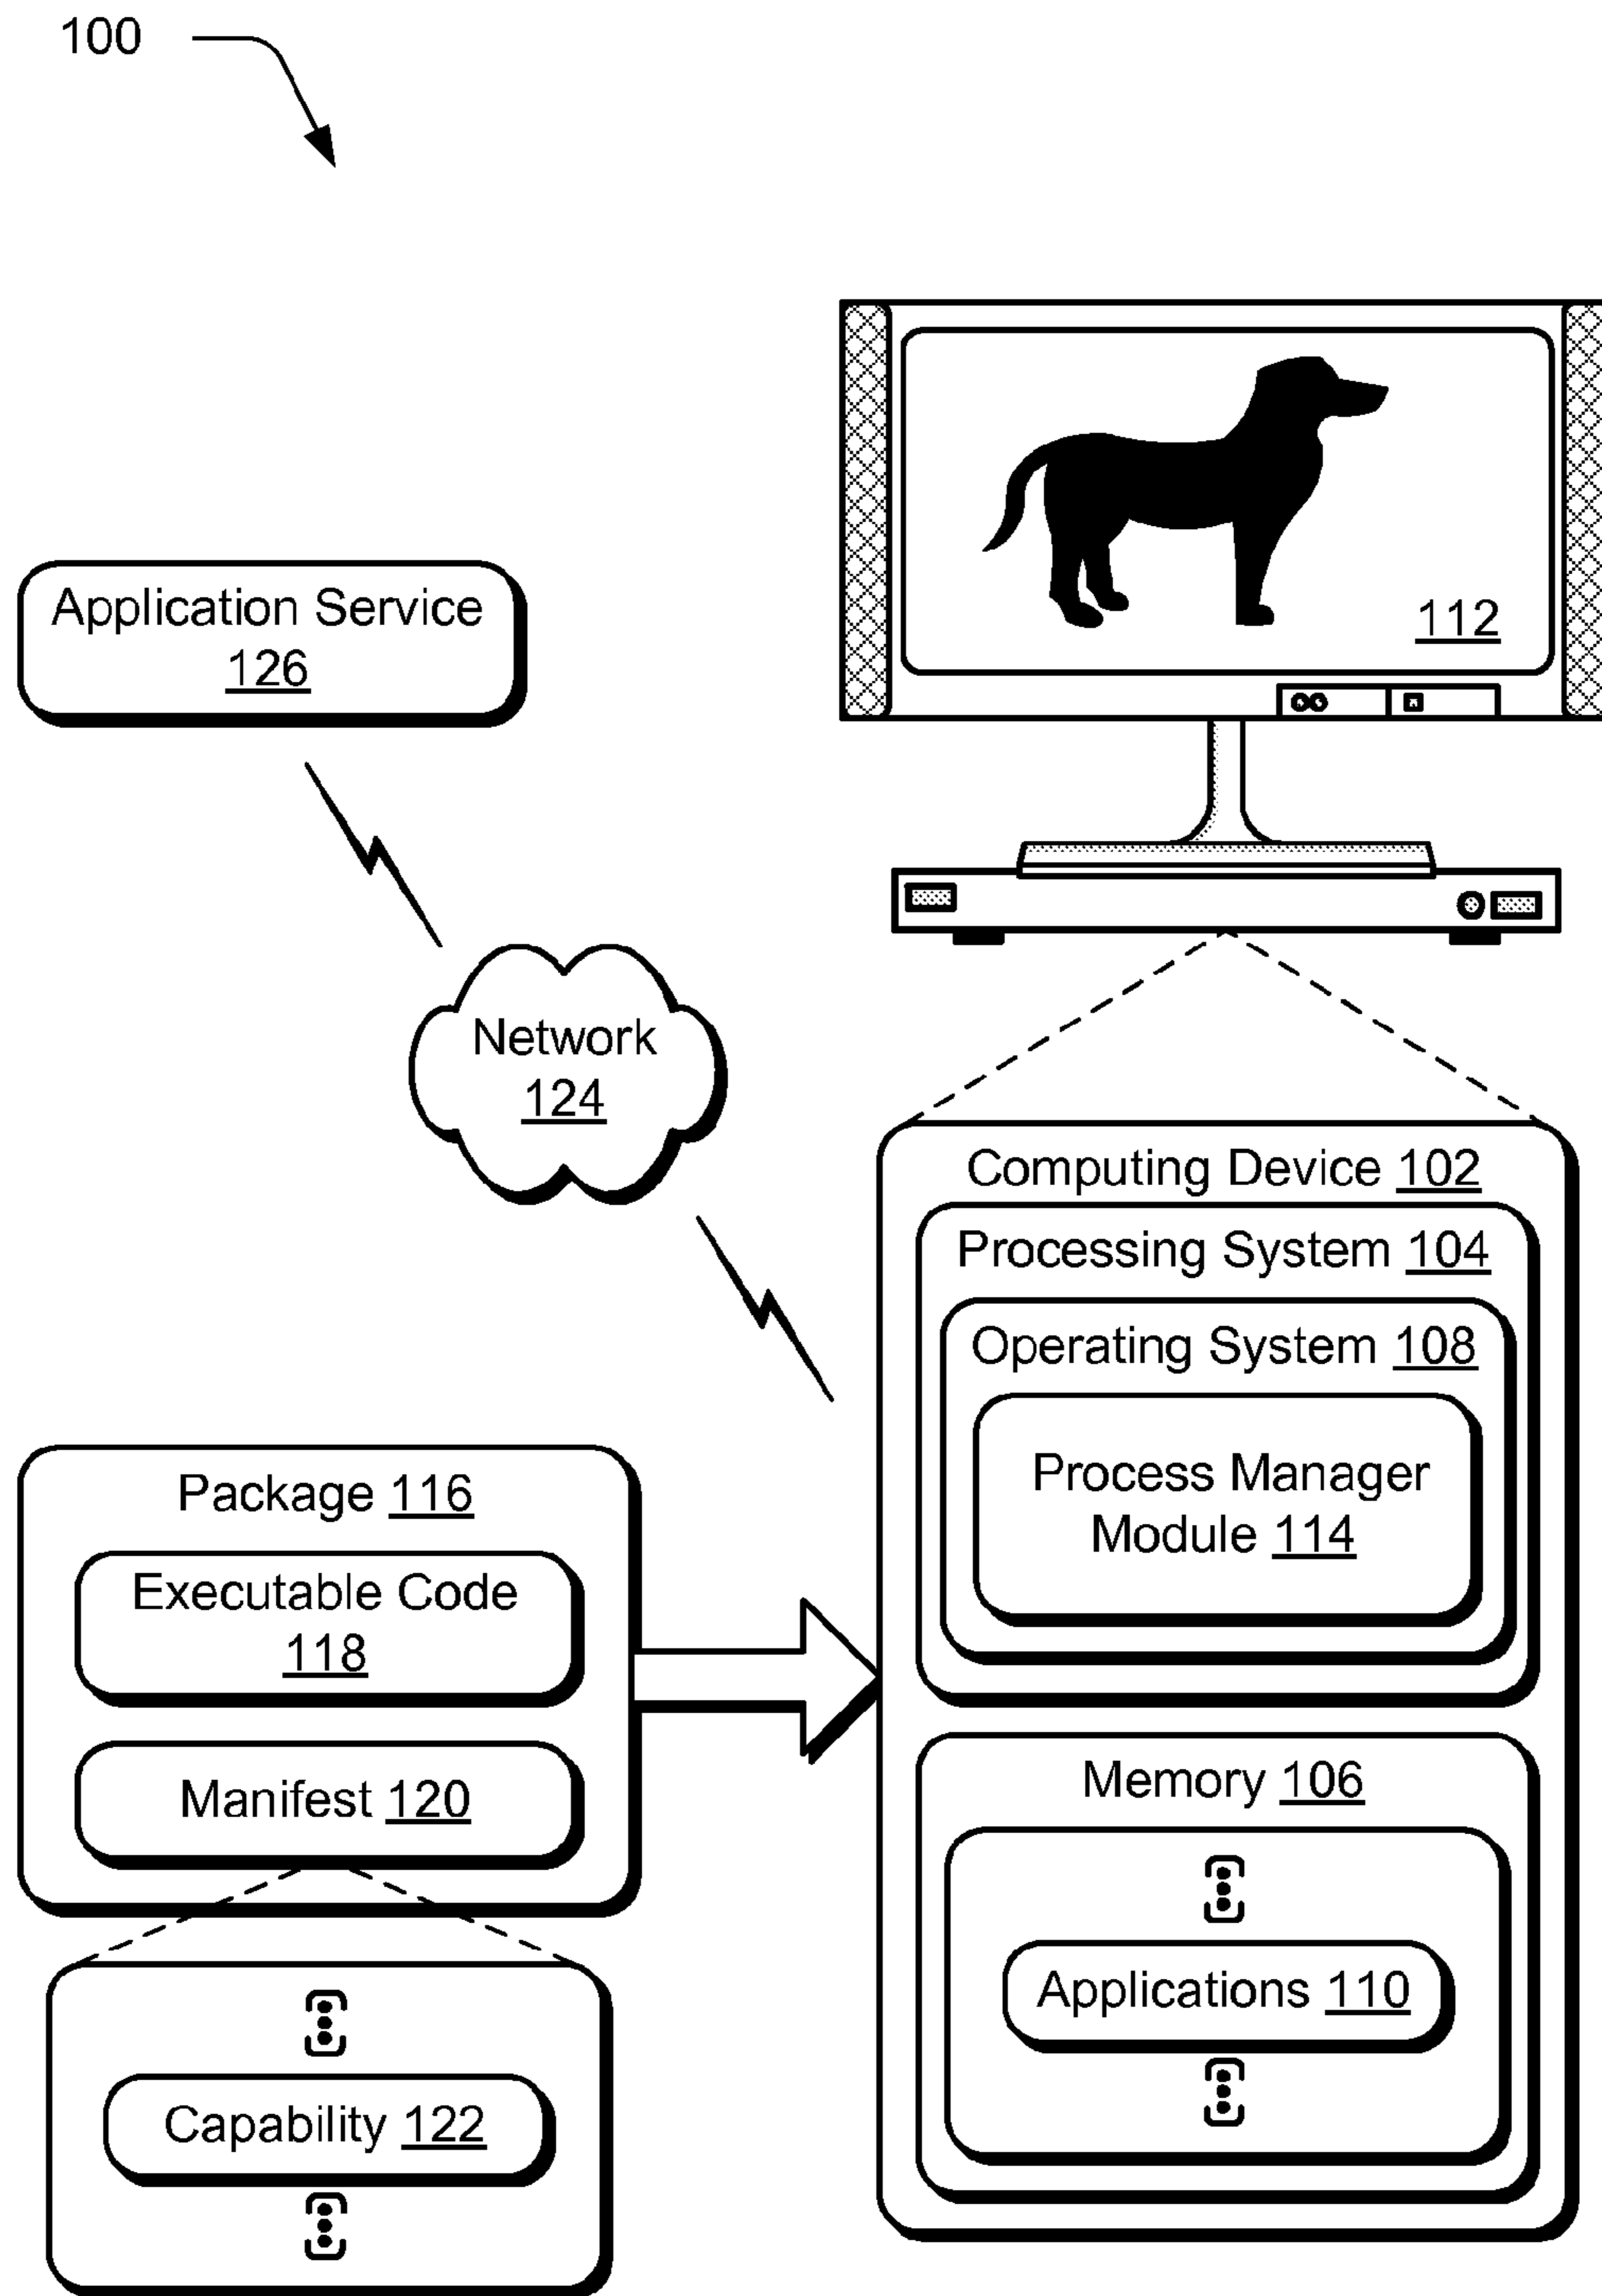 100
112
Application Service
126
Network
124
Computing Device 102
Processing System 104
Operating System 108
Process Manager
Module 114
Package 116
Executable Code
118
Manifest 120
Memory 106
Applications 110
Capability 122